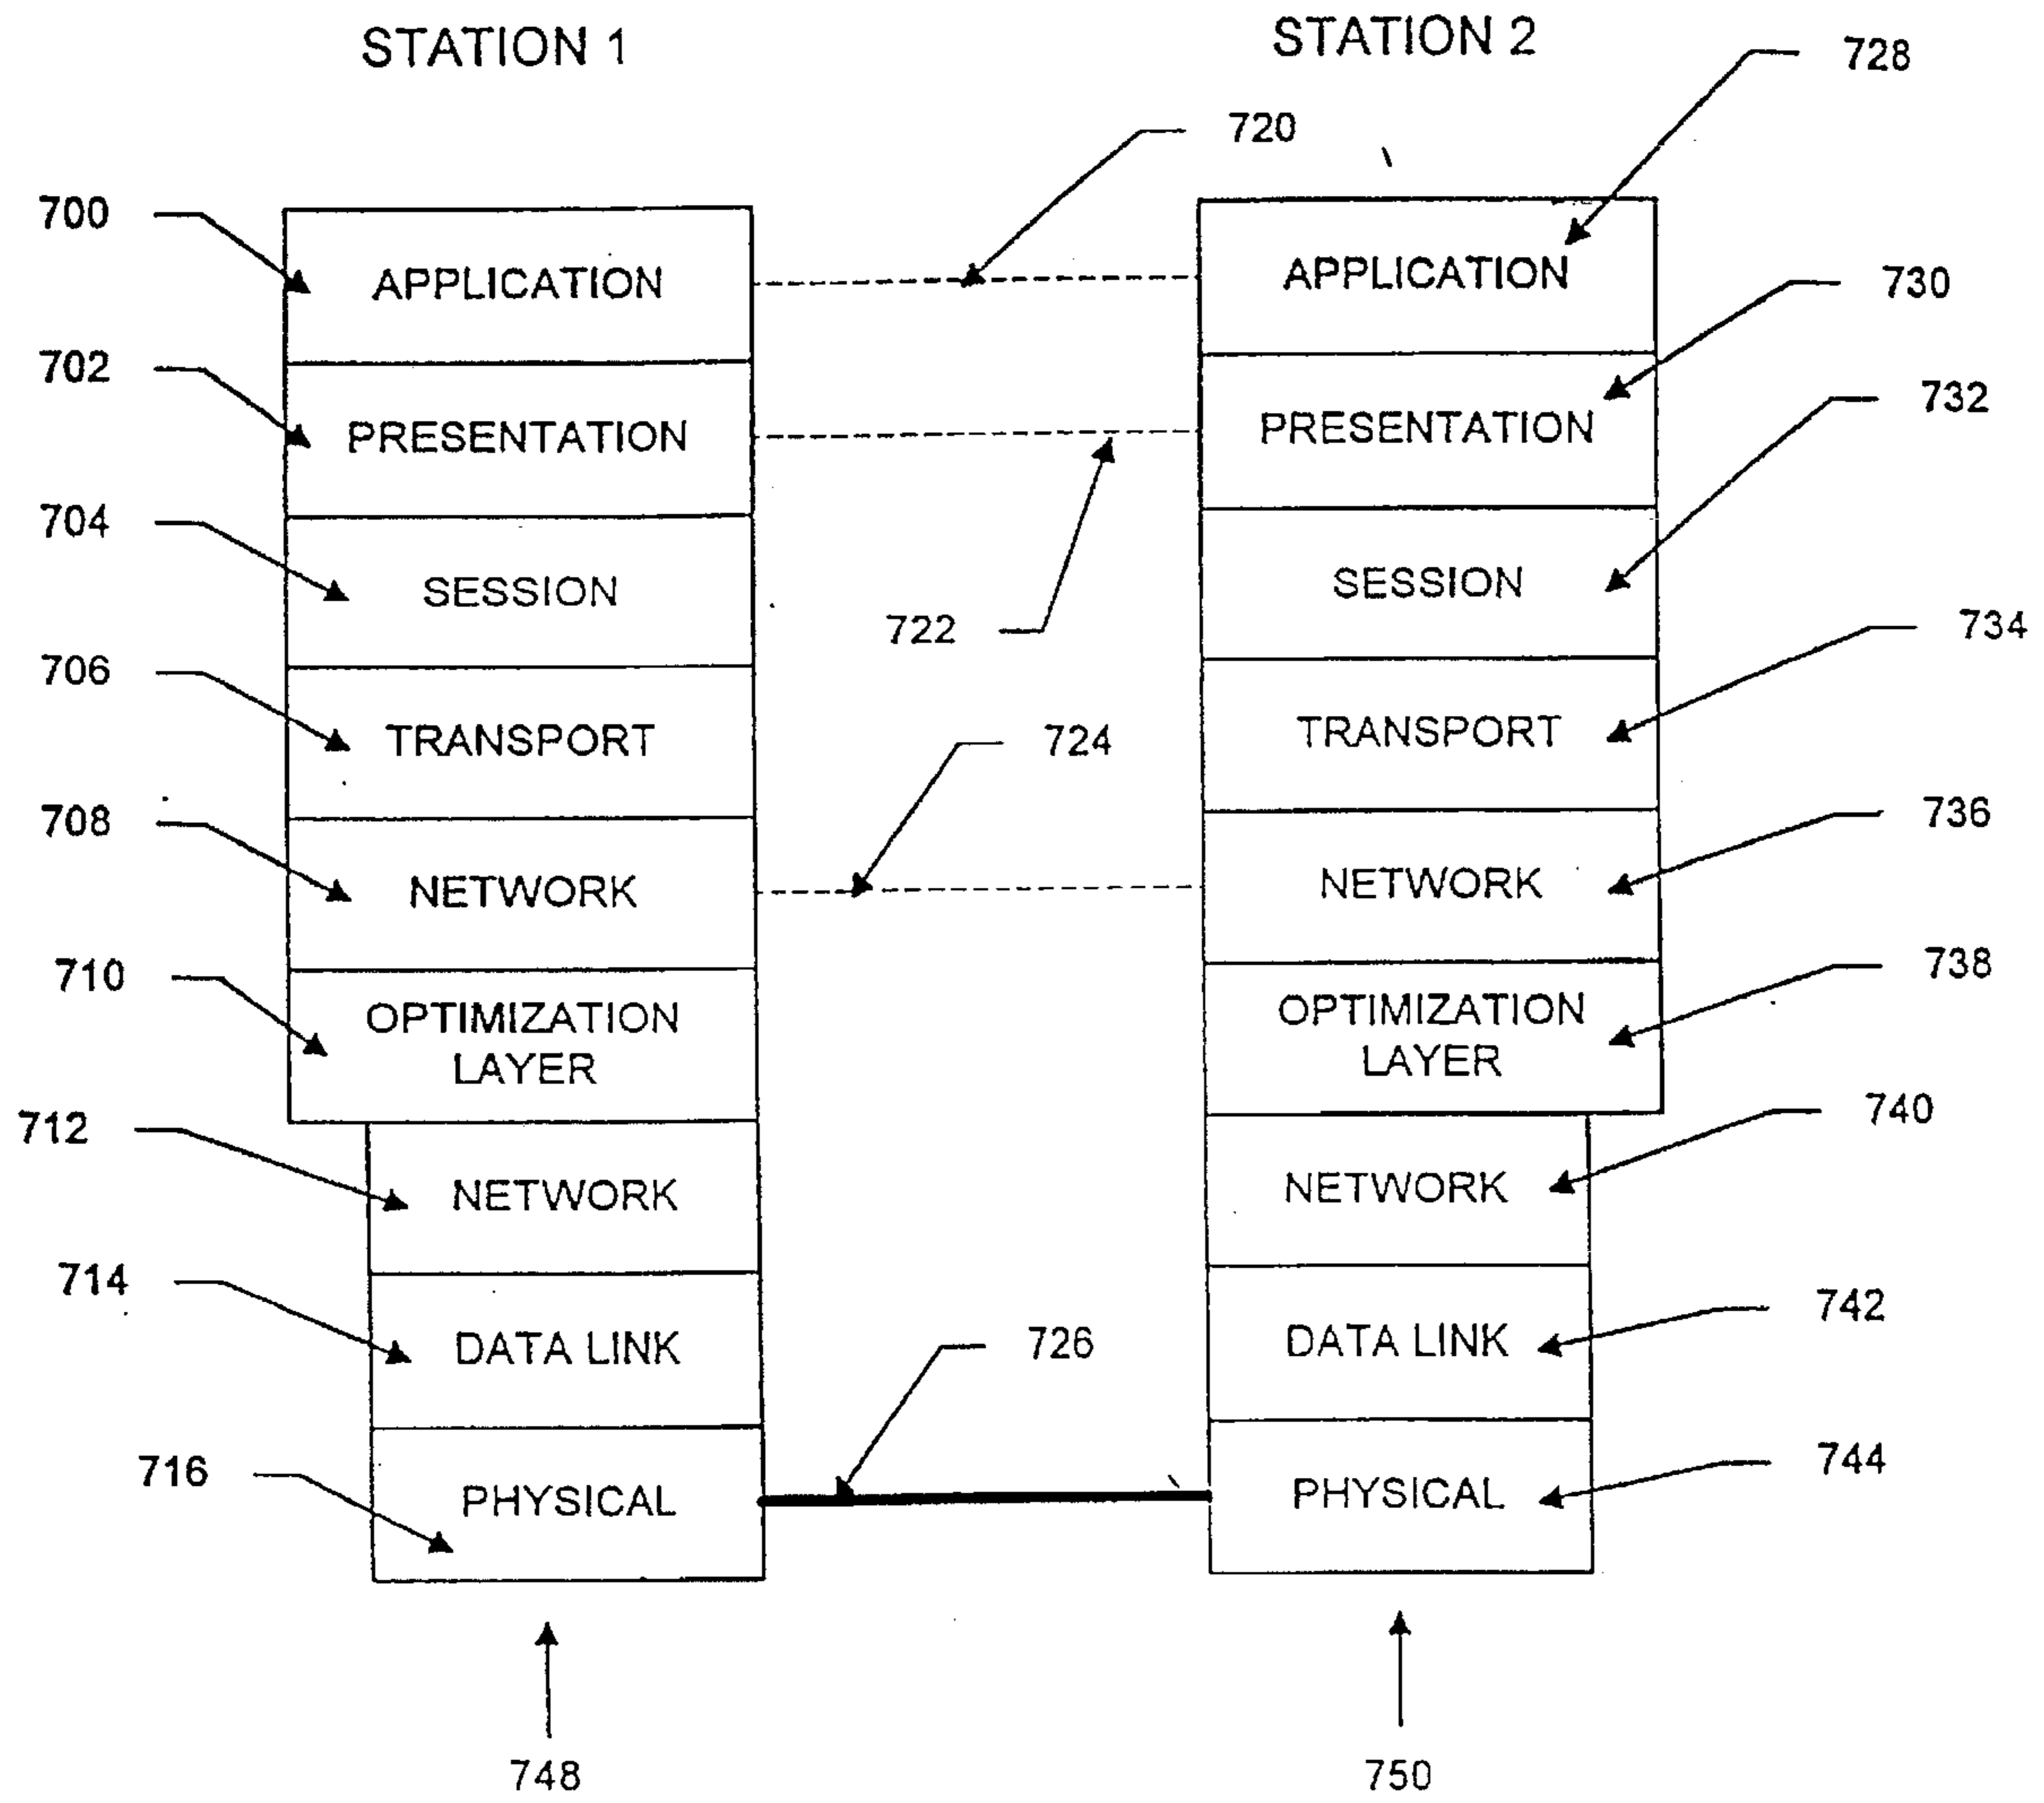 STATION 1
STATION 2
728
720
700
APPLICATION
APPLICATION
730
702
PRESENTATION
PRESENTATION
732
704
SESSION
SESSION
722
734
706
TRANSPORT
TRANSPORT
724
708
NETWORK
NETWORK
736
710
OPTIMIZATION
LAYER
OPTIMIZATION
LAYER
738
712
NETWORK
NETWORK
740
714
DATA LINK
DATA LINK
742
726
716
PHYSICAL
PHYSICAL
744
748
750